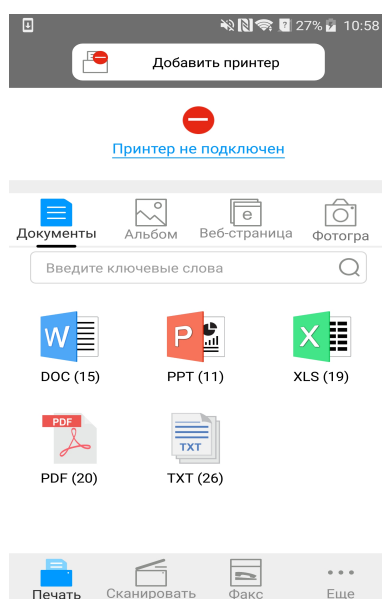 27% 10:58
Добавить принтер
Принтер не подключен
Документы Альбом Веб-страница Фотогра
Введите ключевые слова
W P X
DOC (15) PPT (11) XLS (19)
PDF TXT
PDF (20) TXT (26)
Печать Сканировать Факс Еще